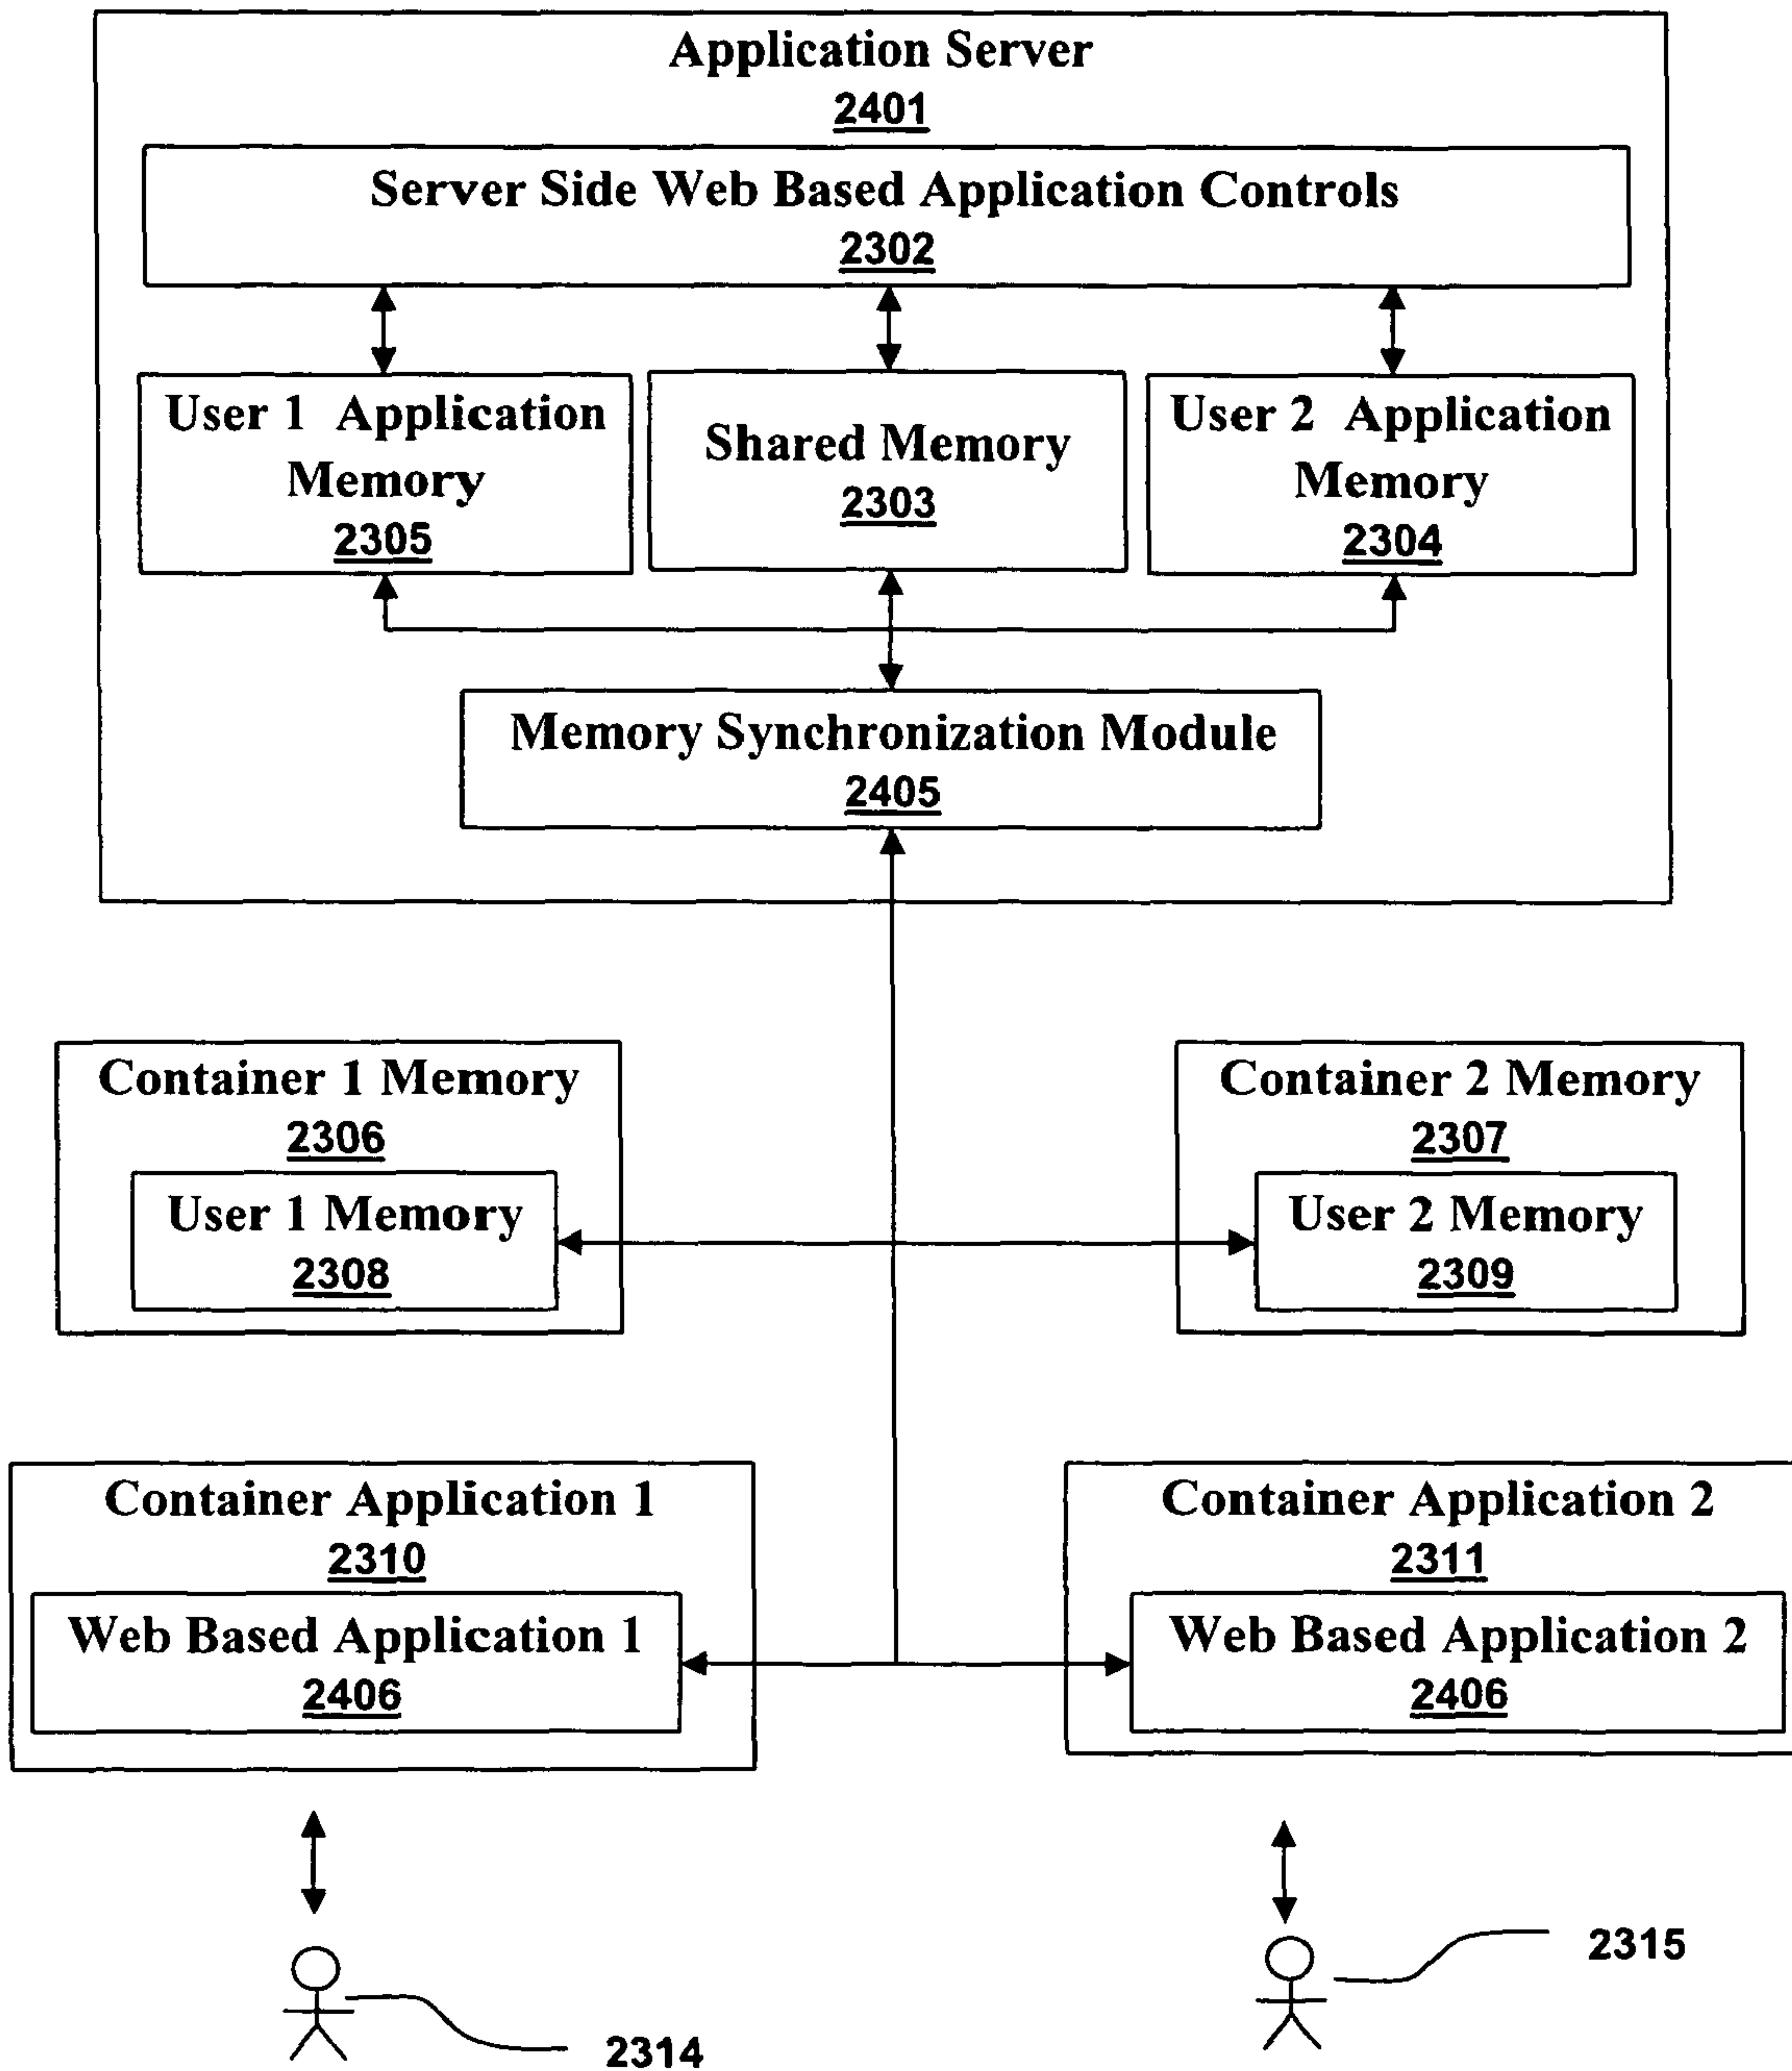 Application Server
2401
Server Side Web Based Application Controls
2302
User 1 Application
Memory
2305
Shared Memory
2303
User 2 Application
Memory
2304
Memory Synchronization Module
2405
Container 1 Memory
2306
User 1 Memory
2308
Container 2 Memory
2307
User 2 Memory
2309
Container Application 1
2310
Web Based Application 1
2406
Container Application 2
2311
Web Based Application 2
2406
2314
2315